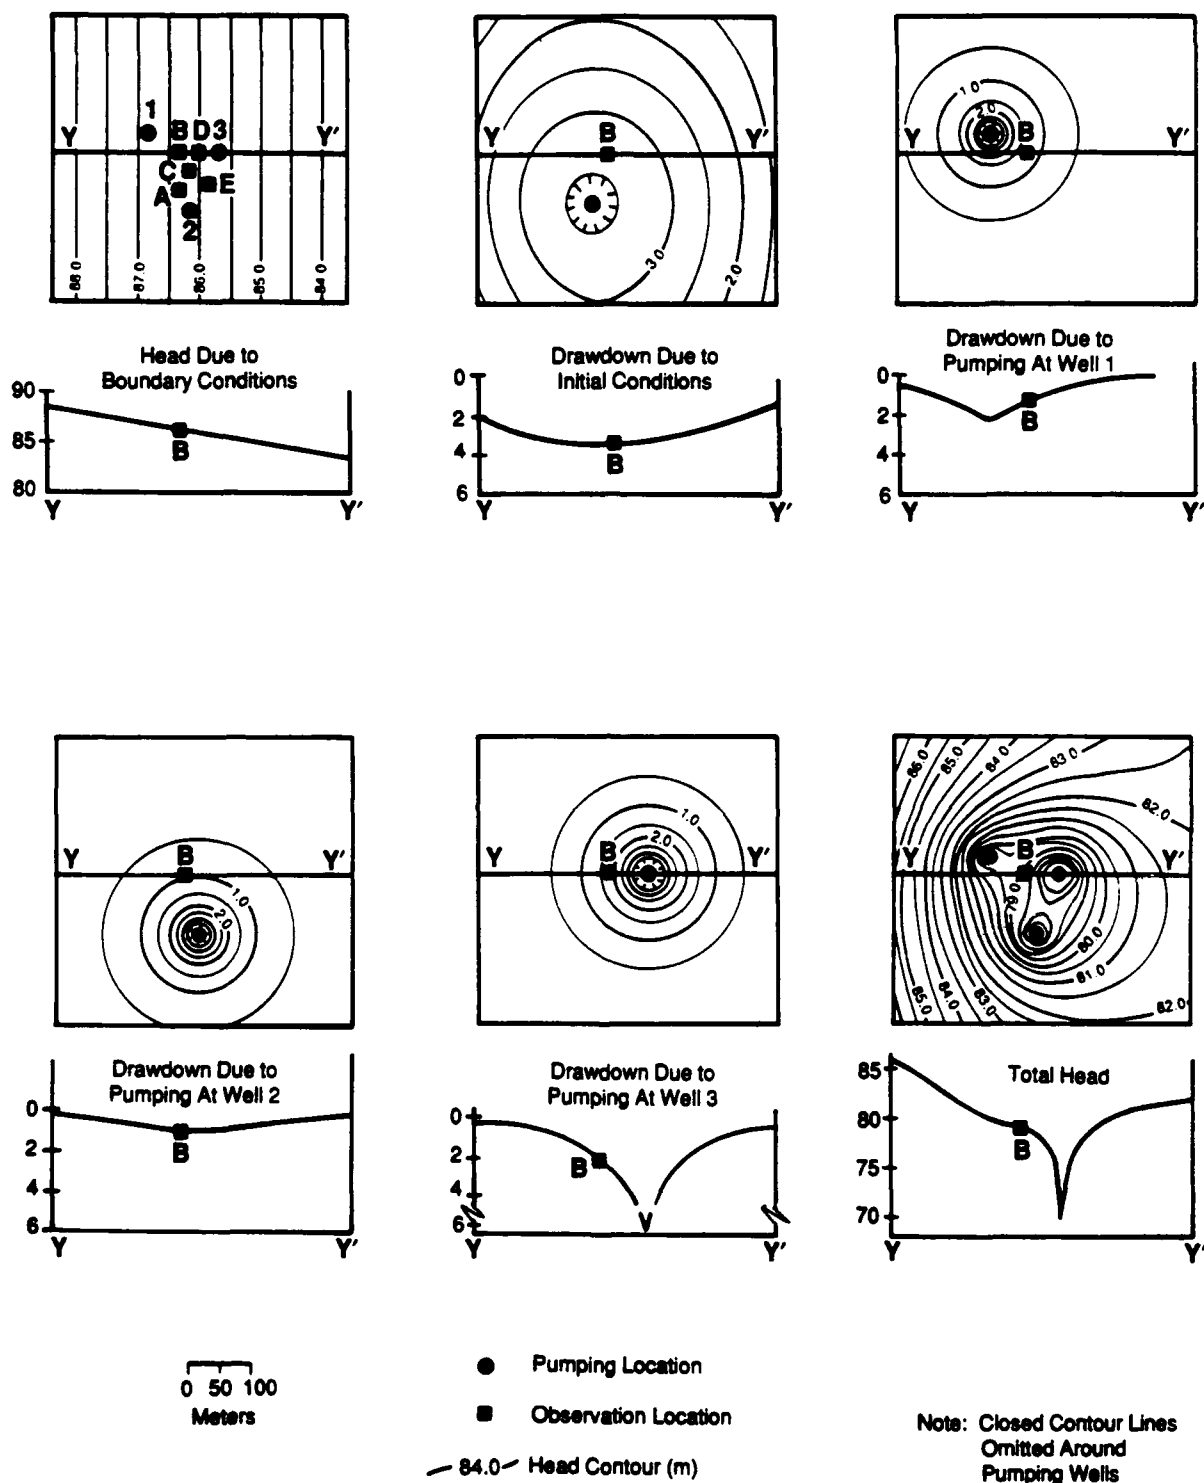 1
Y B D 3 Y'
C E
A
2
88.0 87.0 86.0 85.0 84.0
Head Due to
Boundary Conditions
90
85
80
B
Y Y'
B
Y Y'
3.0 2.0
Drawdown Due to
Initial Conditions
0
2
4
6
B
Y Y'
1.0
2.0
B
Y Y'
Drawdown Due to
Pumping At Well 1
0
2
4
6
B
Y Y'
B
Y Y'
1.0
2.0
Drawdown Due to
Pumping At Well 2
0
2
4
6
B
Y Y'
1.0
2.0
B
Y Y'
Drawdown Due to
Pumping At Well 3
0
2
4
6
B
Y Y'
86.0 85.0 84.0 83.0
82.0
B
Y Y'
79.0
80.0
81.0
85.0 84.0 83.0 82.0
Total Head
85
80
75
70
B
Y Y'
0 50 100
Meters
Pumping Location
Observation Location
84.0 Head Contour (m)
Note: Closed Contour Lines
Omitted Around
Pumping Wells